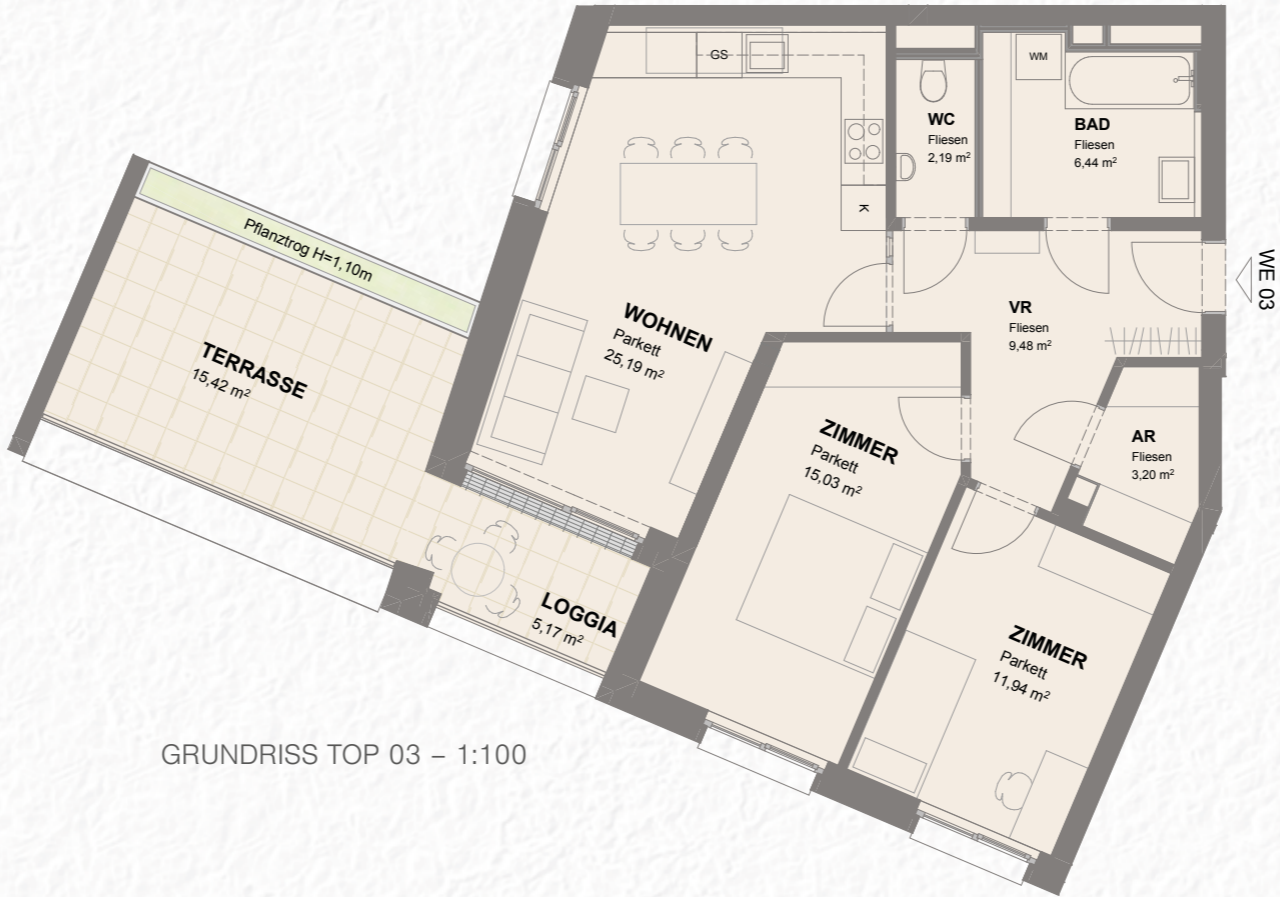 GS
WM
WC
Fliesen
2,19 m²
BAD
Fliesen
6,44 m²
K
Pflanztrog H=1,10m
WE 03
WOHNEN
Parkett
25,19 m²
VR
Fliesen
9,48 m²
TERRASSE
15,42 m²
ZIMMER
Parkett
15,03 m²
AR
Fliesen
3,20 m²
LOGGIA
5,17 m²
ZIMMER
Parkett
11,94 m²
GRUNDRISS TOP 03 – 1:100